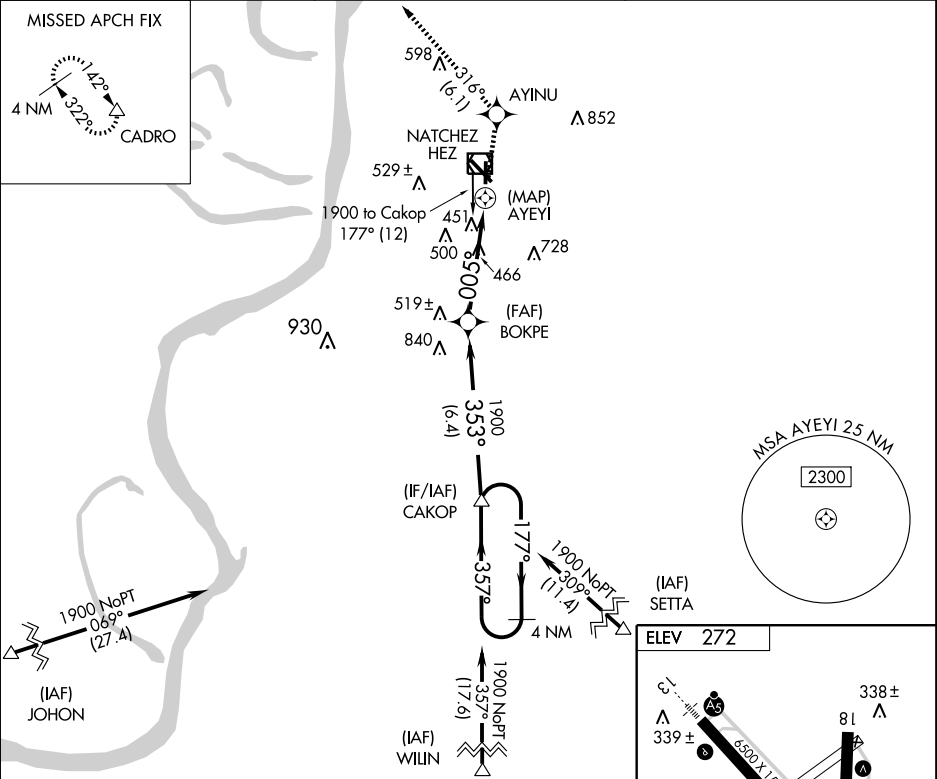 MISSED APCH FIX
142°
4 NM
322°
CADRO
598
316°
(6.1)
AYINU
852
NATCHEZ
HEZ
529 ±
(MAP)
AYEYI
1900 to Cakop
177° (12)
451
500
728
005°
466
519 ±
(FAF)
BOKPE
930
840
1900
353°
(6.4)
MSA AYEYI 25 NM
2300
(IF/IAF)
CAKOP
177°
357°
1900 NoPT
309°
(11.4)
(IAF)
SETTA
1900 NoPT
069°
(27.4)
4 NM
(IAF)
JOHON
1900 NoPT
357°
(17.6)
(IAF)
WILIN
ELEV 272
13
A5
338 ±
18
339 ±
P
V